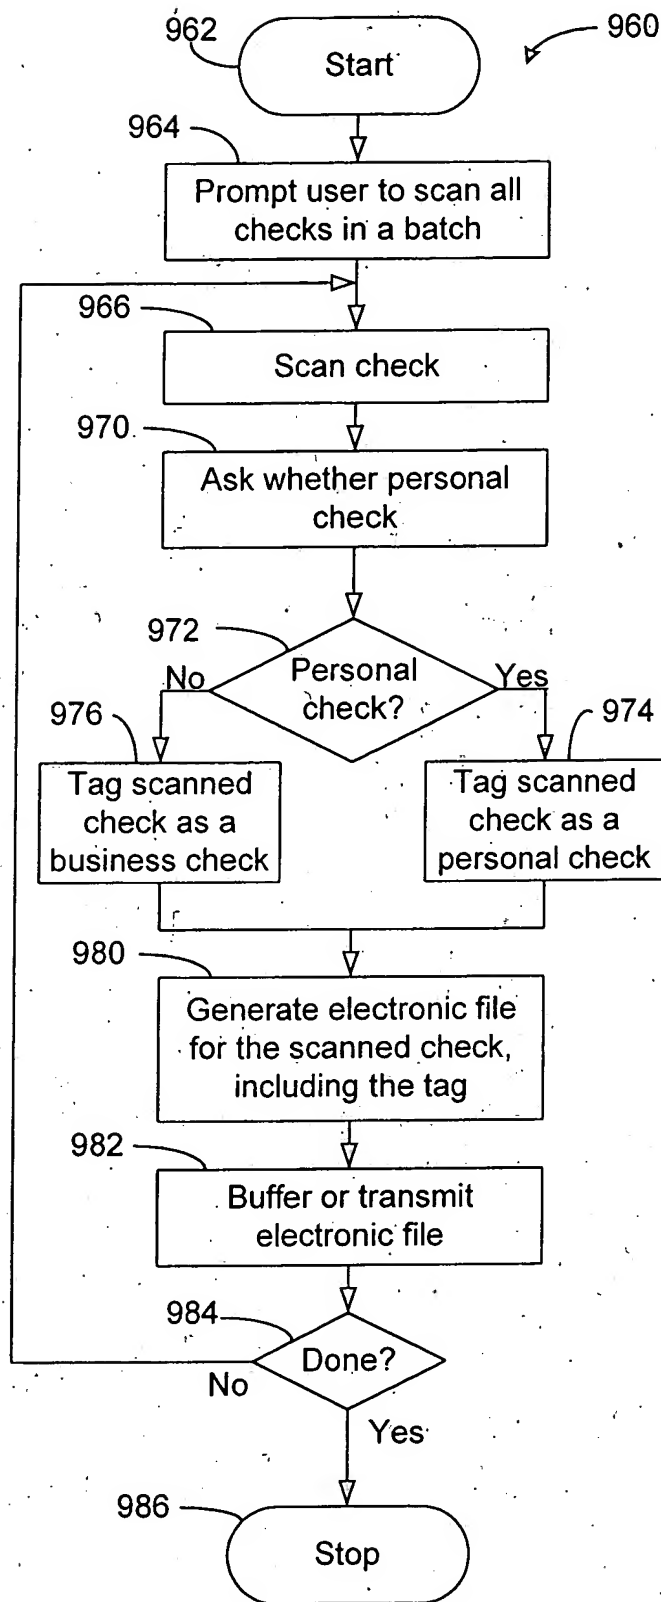 962
Start
960
964
Prompt user to scan all
checks in a batch
966
Scan check
970
Ask whether personal
check
972
Personal
check?
No
Yes
976
974
Tag scanned
check as a
business check
Tag scanned
check as a
personal check
980
Generate electronic file
for the scanned check,
including the tag
982
Buffer or transmit
electronic file
984
Done?
No
Yes
986
Stop